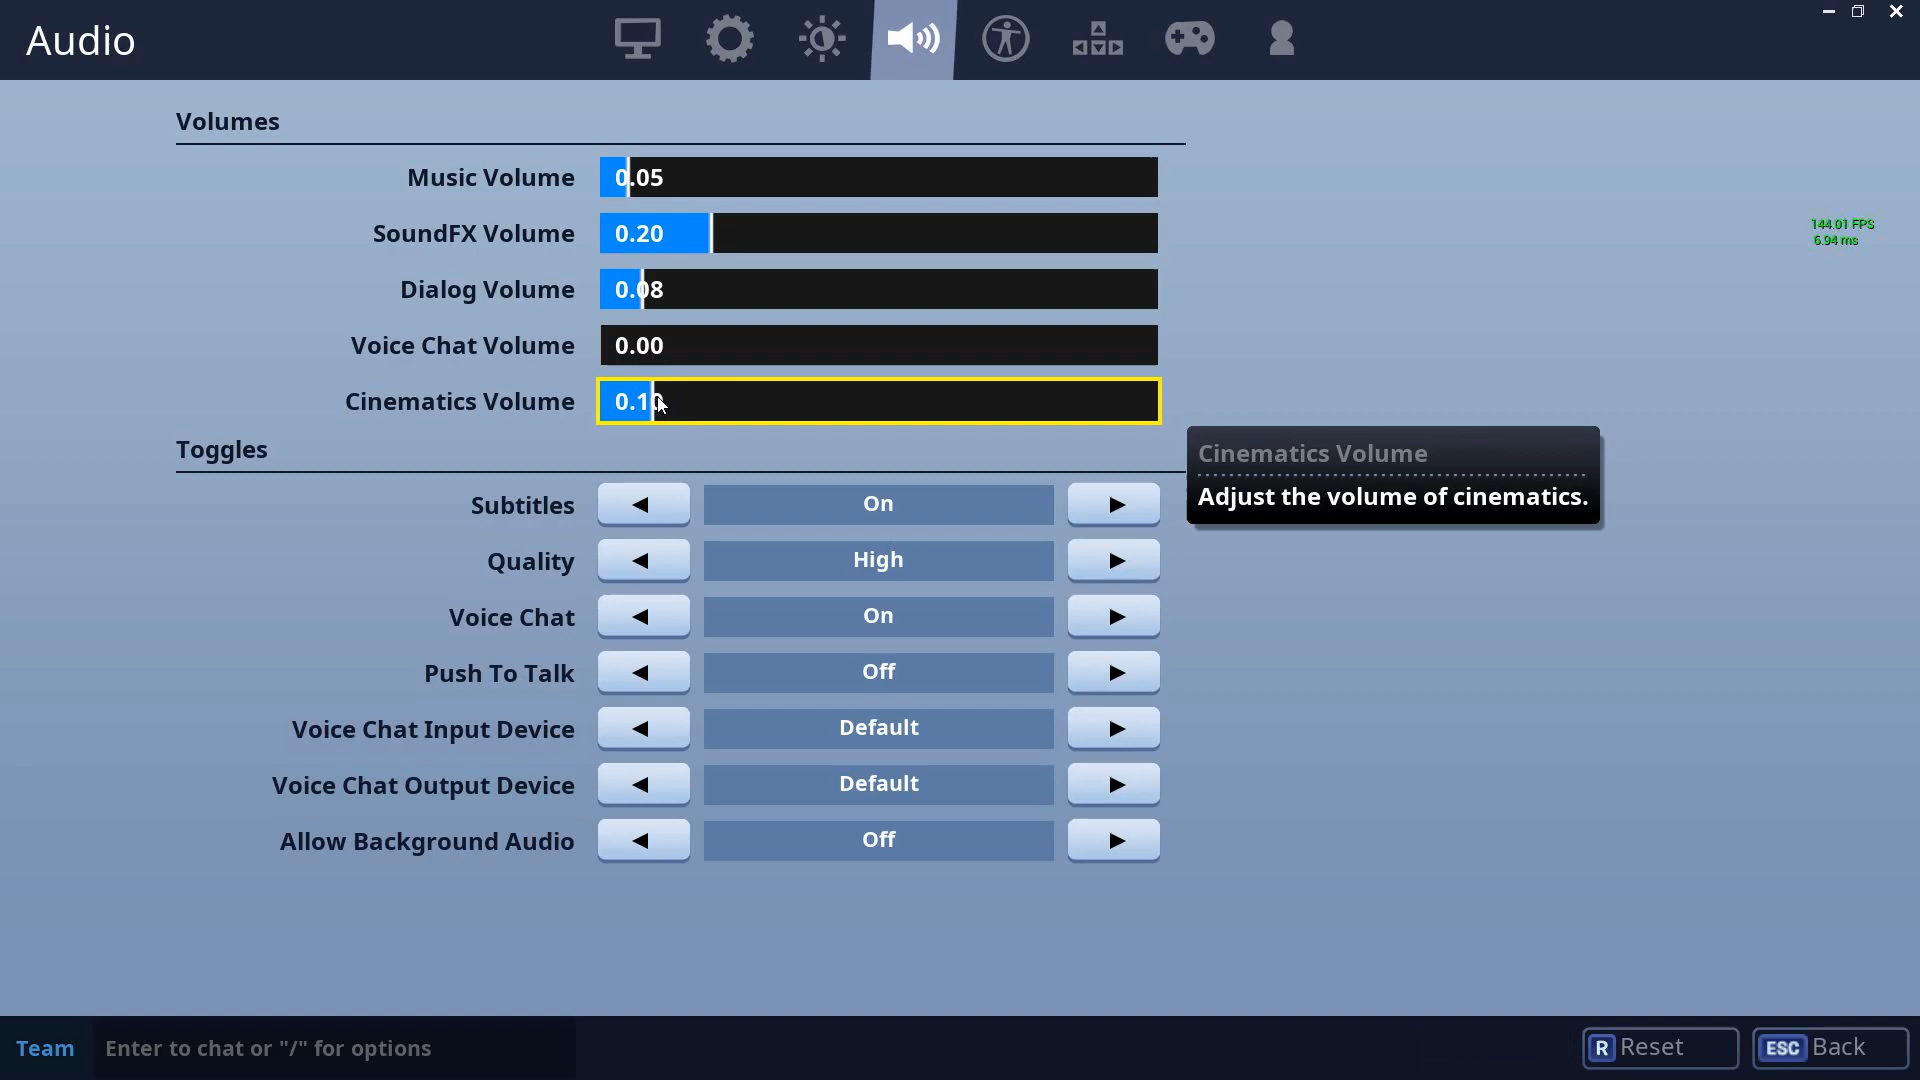 Audio
Volumes
Music Volume 0.05
144.01 FPS
SoundFX Volume 0.20
6.94 ms
Dialog Volume 0.08
Voice Chat Volume 0.00
Cinematics Volume 0.10
Toggles
Cinematics Volume
Adjust the volume of cinematics.
Subtitles On
Quality High
Voice Chat On
Push To Talk Off
Voice Chat Input Device Default
Voice Chat Output Device Default
Allow Background Audio Off
Team Enter to chat or "/" for options R Reset ESC Back